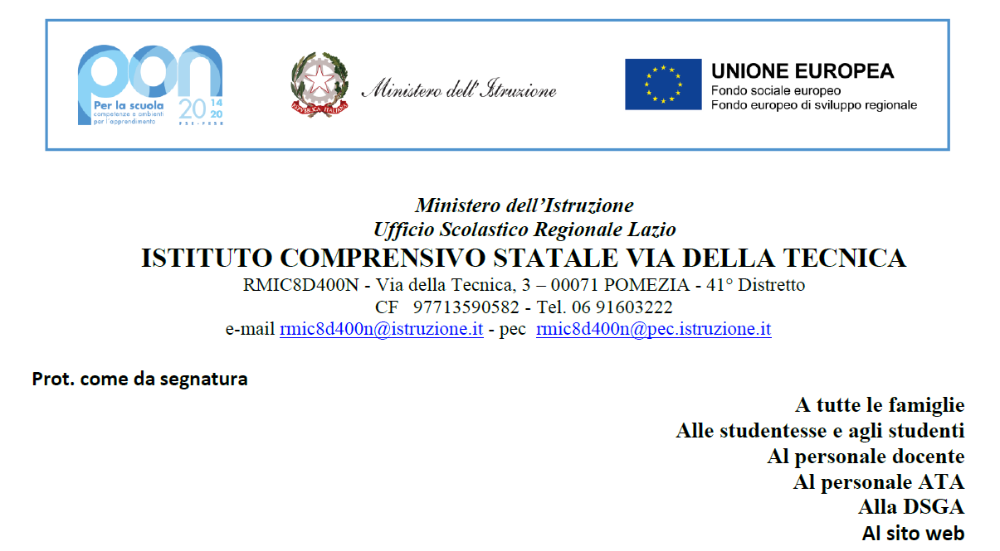 pon
Per la scuola
competenze e ambienti
per l'apprendimento
2014
20
FSE-FESR
REPVBBLICA ITALIANA
Ministero dell'Istruzione
UNIONE EUROPEA
Fondo sociale europeo
Fondo europeo di sviluppo regionale
Ministero dell’Istruzione
Ufficio Scolastico Regionale Lazio
ISTITUTO COMPRENSIVO STATALE VIA DELLA TECNICA
RMIC8D400N - Via della Tecnica, 3 – 00071 POMEZIA - 41° Distretto
CF 97713590582 - Tel. 06 91603222
e-mail rmic8d400n@istruzione.it - pec rmic8d400n@pec.istruzione.it
Prot. come da segnatura
A tutte le famiglie
Alle studentesse e agli studenti
Al personale docente
Al personale ATA
Alla DSGA
Al sito web